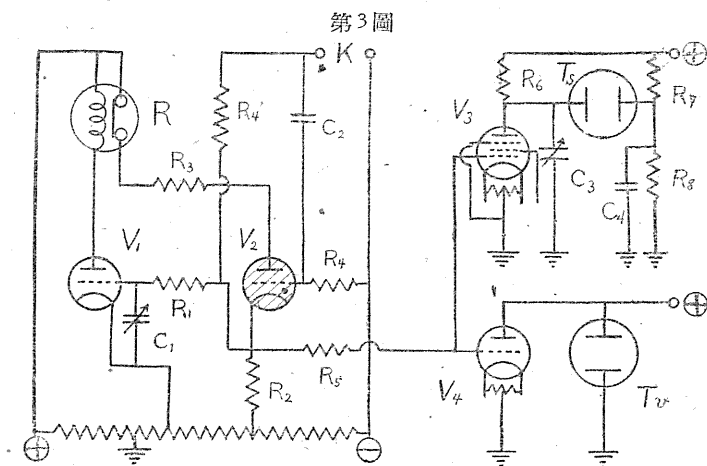 第3圖
K
R
R₄'
C₂
R₃
V₁
V₂
R₁
C₁
R₄
R₅
R₂
+
−
R₆
Ts
+
R₇
V₃
C₃
C₄
R₈
+
V₄
Tv